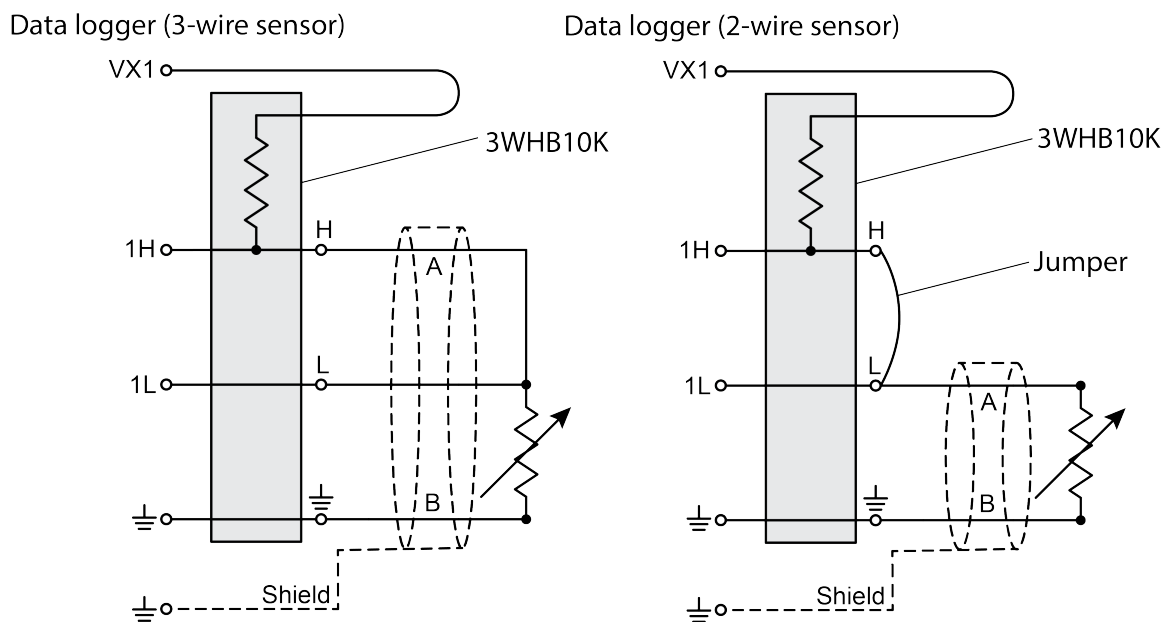 Data logger (3-wire sensor)
VX1
3WHB10K
H
1H
A
L
1L
B
Shield
Data logger (2-wire sensor)
VX1
3WHB10K
H
1H
Jumper
L
1L
A
B
Shield